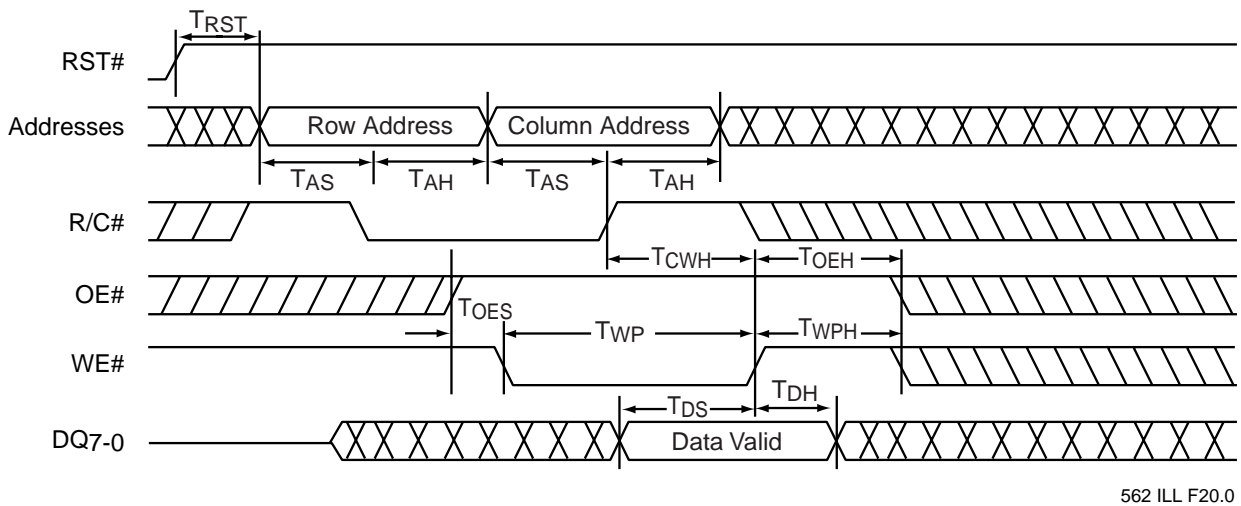 TRST
RST#
Addresses
Row Address
Column Address
TAS
TAH
TAS
TAH
R/C#
TCWH
TOEH
OE#
TOES
TWP
TWPH
WE#
TDS
TDH
DQ7-0
Data Valid
562 ILL F20.0